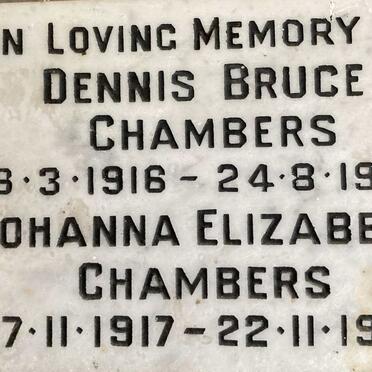 N LOVING MEMORY
DENNIS BRUCE
CHAMBERS
8·3·1916 – 24·8·19
OHANNA ELIZABE
CHAMBERS
7·11·1917 – 22·11·19